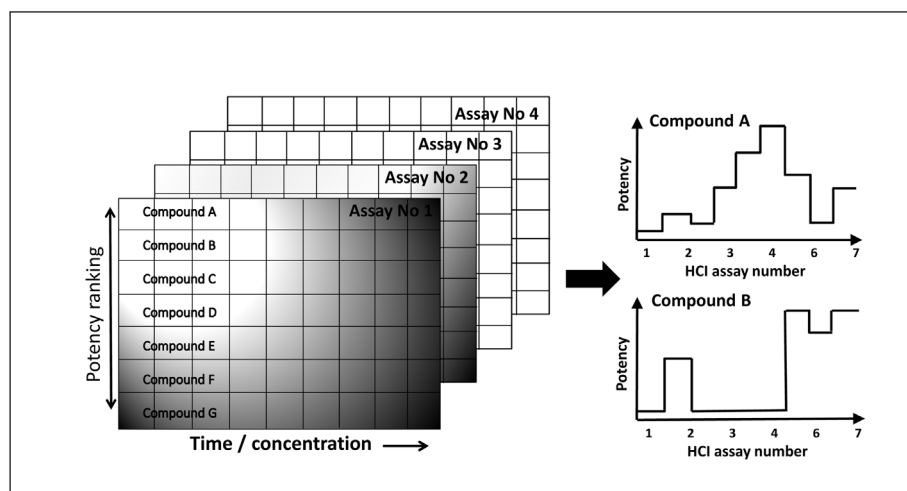 Assay No 4
Assay No 3
Assay No 2
Assay No 1
Compound A
Compound B
Compound C
Compound D
Compound E
Compound F
Compound G
Potency ranking
Time / concentration
Compound A
Potency
1 2 3 4 6 7
HCI assay number
Compound B
Potency
1 2 3 4 6 7
HCI assay number